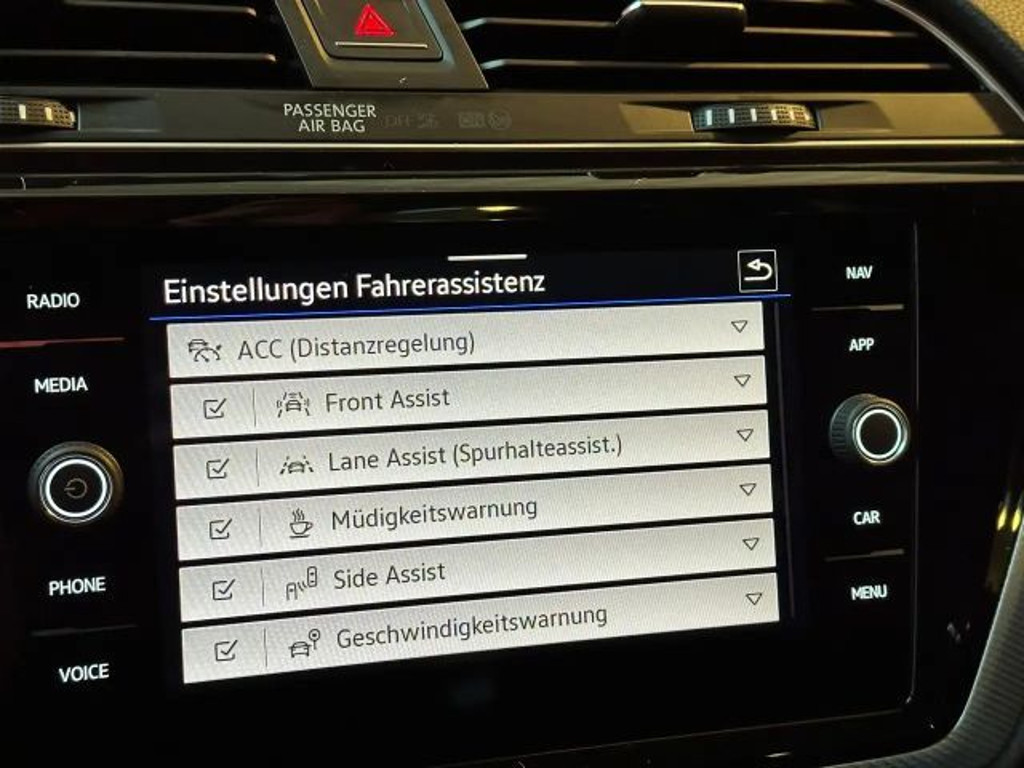 PASSENGER
AIR BAG
RADIO
MEDIA
PHONE
VOICE
Einstellungen Fahrerassistenz
ACC (Distanzregelung)
Front Assist
Lane Assist (Spurhalteassist.)
Müdigkeitswarnung
Side Assist
Geschwindigkeitswarnung
NAV
APP
CAR
MENU